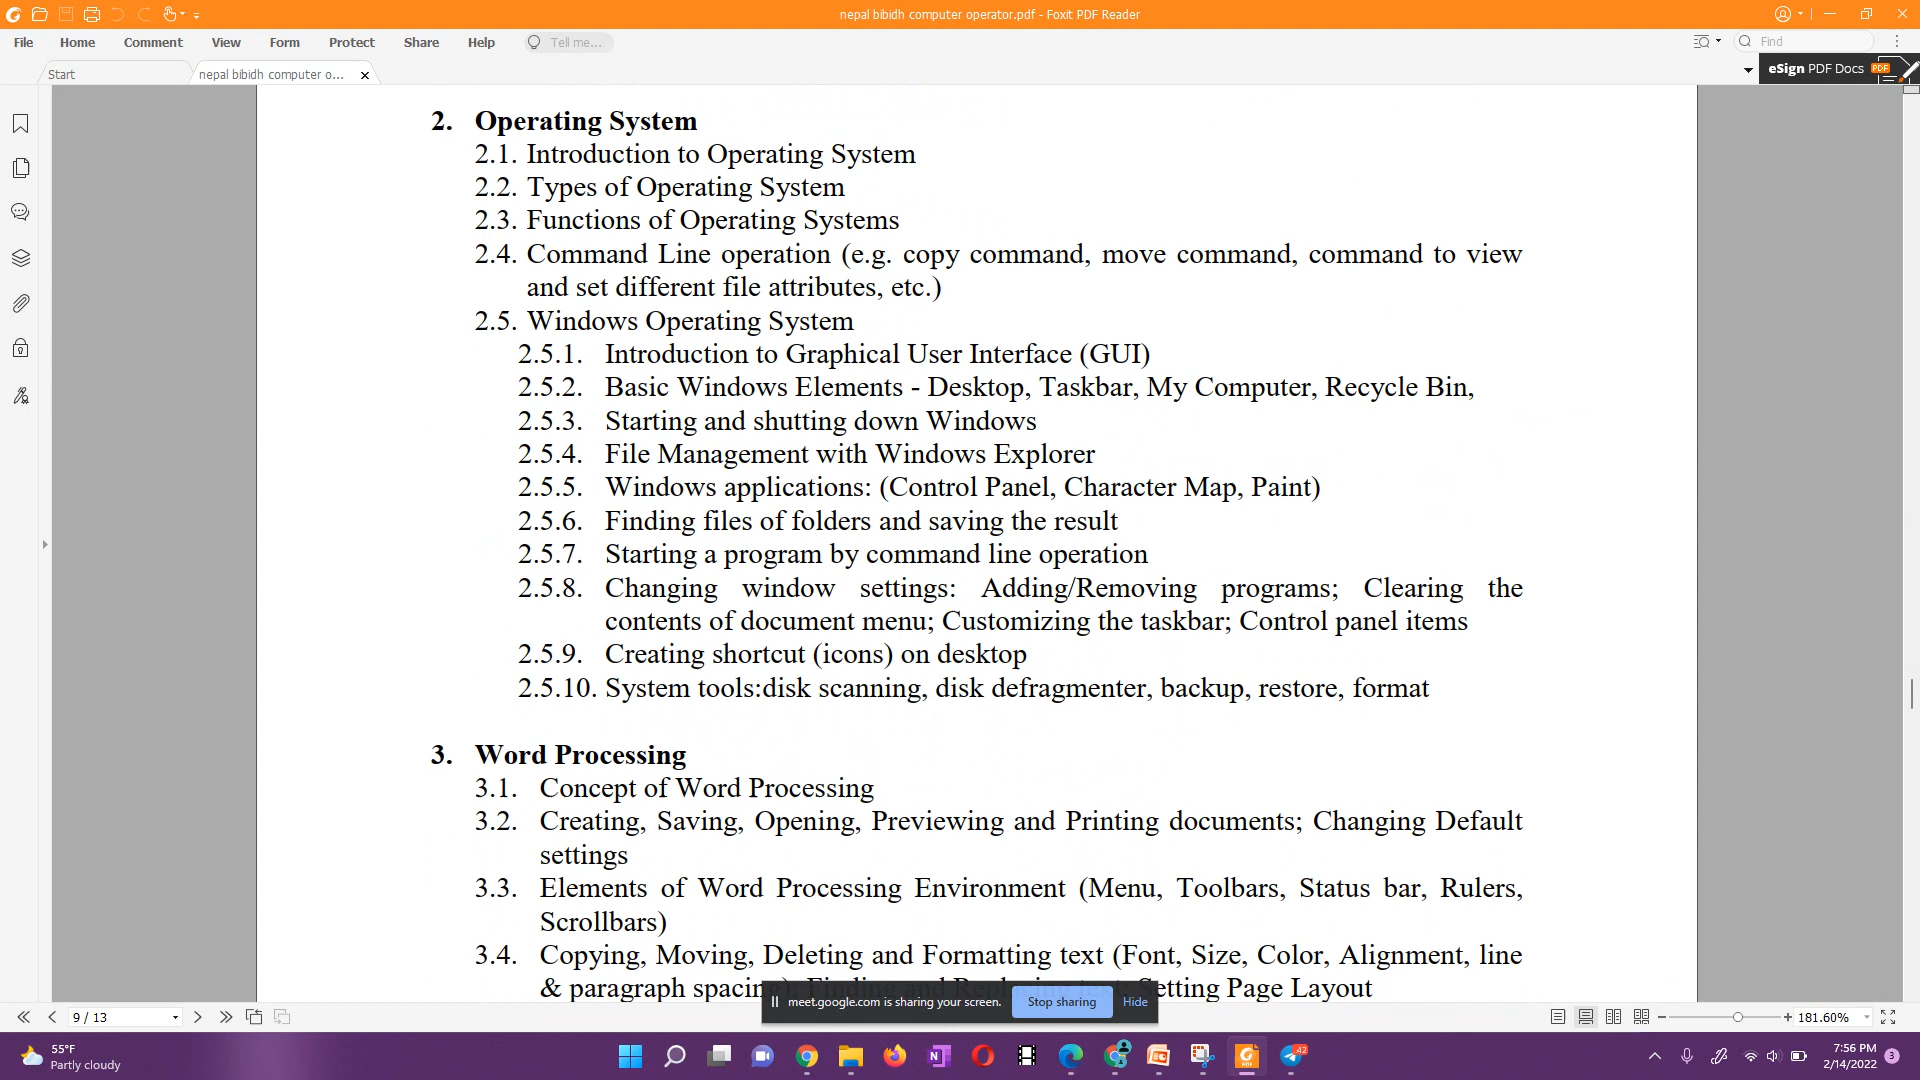 nepal bibidh computer operator.pdf - Foxit PDF Reader
File Home Comment View Form Protect Share Help Tell me... Find
Start nepal bibidh computer o... eSign PDF Docs PDF
2. Operating System
2.1. Introduction to Operating System
2.2. Types of Operating System
2.3. Functions of Operating Systems
2.4. Command Line operation (e.g. copy command, move command, command to view
and set different file attributes, etc.)
2.5. Windows Operating System
2.5.1. Introduction to Graphical User Interface (GUI)
2.5.2. Basic Windows Elements - Desktop, Taskbar, My Computer, Recycle Bin,
2.5.3. Starting and shutting down Windows
2.5.4. File Management with Windows Explorer
2.5.5. Windows applications: (Control Panel, Character Map, Paint)
2.5.6. Finding files of folders and saving the result
2.5.7. Starting a program by command line operation
2.5.8. Changing window settings: Adding/Removing programs; Clearing the
contents of document menu; Customizing the taskbar; Control panel items
2.5.9. Creating shortcut (icons) on desktop
2.5.10. System tools:disk scanning, disk defragmenter, backup, restore, format
3. Word Processing
3.1. Concept of Word Processing
3.2. Creating, Saving, Opening, Previewing and Printing documents; Changing Default
settings
3.3. Elements of Word Processing Environment (Menu, Toolbars, Status bar, Rulers,
Scrollbars)
3.4. Copying, Moving, Deleting and Formatting text (Font, Size, Color, Alignment, line
& paragraph spacing Setting Page Layout
meet.google.com is sharing your screen. Stop sharing Hide
9 / 13 181.60%
55°F
Partly cloudy
42
7:56 PM
2/14/2022 3